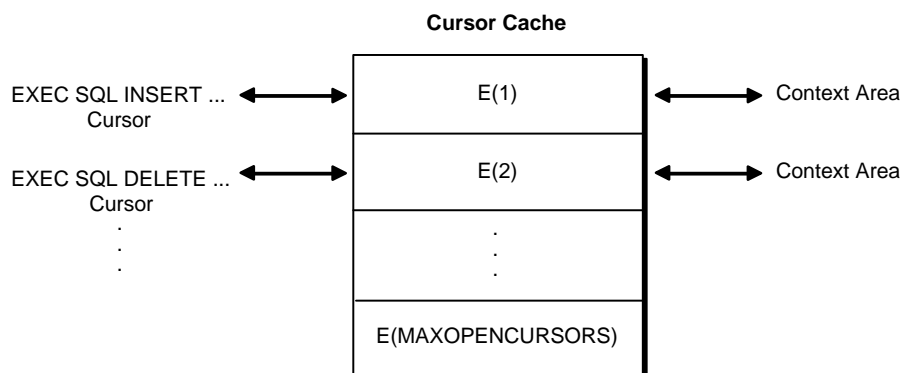 Cursor Cache
EXEC SQL INSERT ...
Cursor
E(1)
Context Area
EXEC SQL DELETE ...
Cursor
E(2)
Context Area
.
.
.
.
.
.
E(MAXOPENCURSORS)